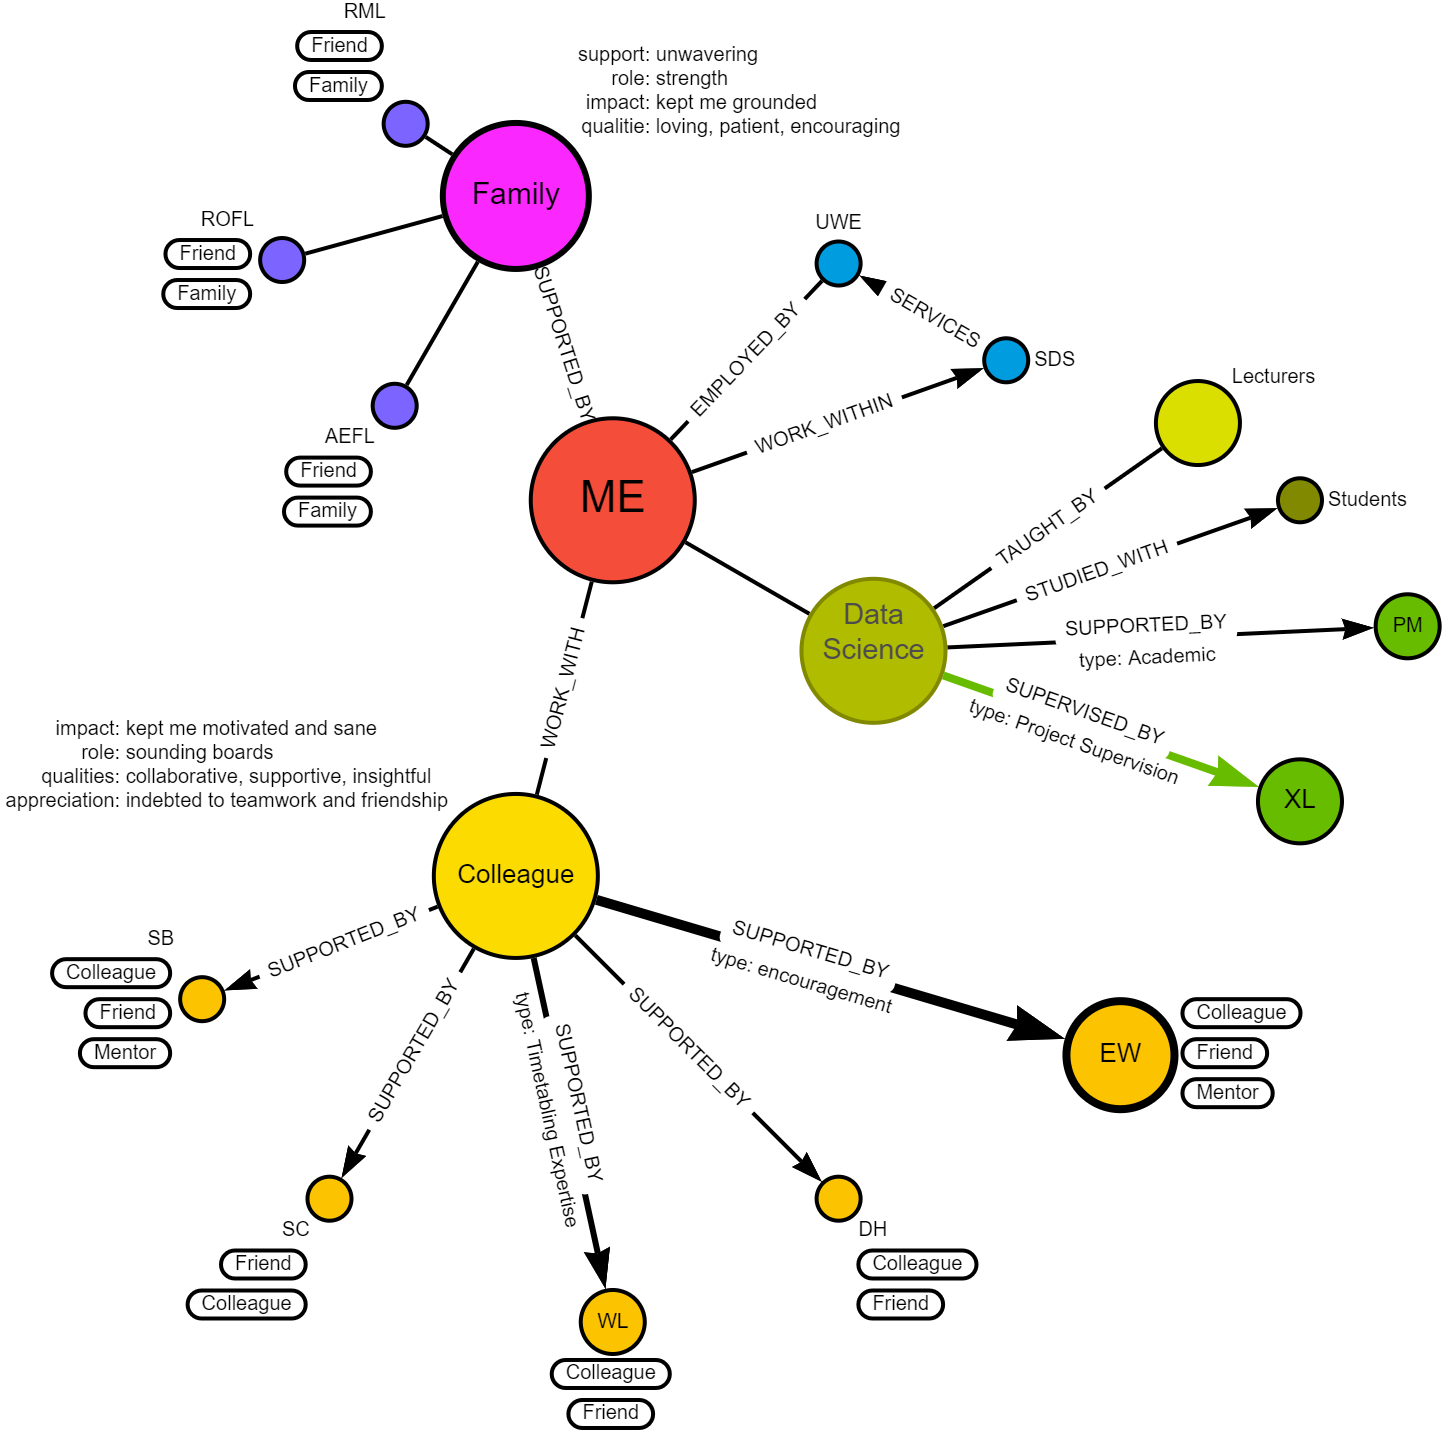 RML
Friend
Family
support: unwavering
role: strength
impact: kept me grounded
qualitie: loving, patient, encouraging
Family
ROFL
Friend
Family
AEFL
Friend
Family
SUPPORTED_BY
UWE
EMPLOYED_BY
SERVICES
SDS
WORK_WITHIN
ME
Lecturers
TAUGHT_BY
Students
STUDIED_WITH
Data
Science
SUPPORTED_BY
type: Academic
PM
SUPERVISED_BY
type: Project Supervision
XL
WORK_WITH
impact: kept me motivated and sane
role: sounding boards
qualities: collaborative, supportive, insightful
appreciation: indebted to teamwork and friendship
Colleague
SUPPORTED_BY
SB
Colleague
Friend
Mentor
SUPPORTED_BY
SC
Friend
Colleague
SUPPORTED_BY
type: Timetabling Expertise
WL
Colleague
Friend
SUPPORTED_BY
DH
Colleague
Friend
SUPPORTED_BY
type: encouragement
EW
Colleague
Friend
Mentor